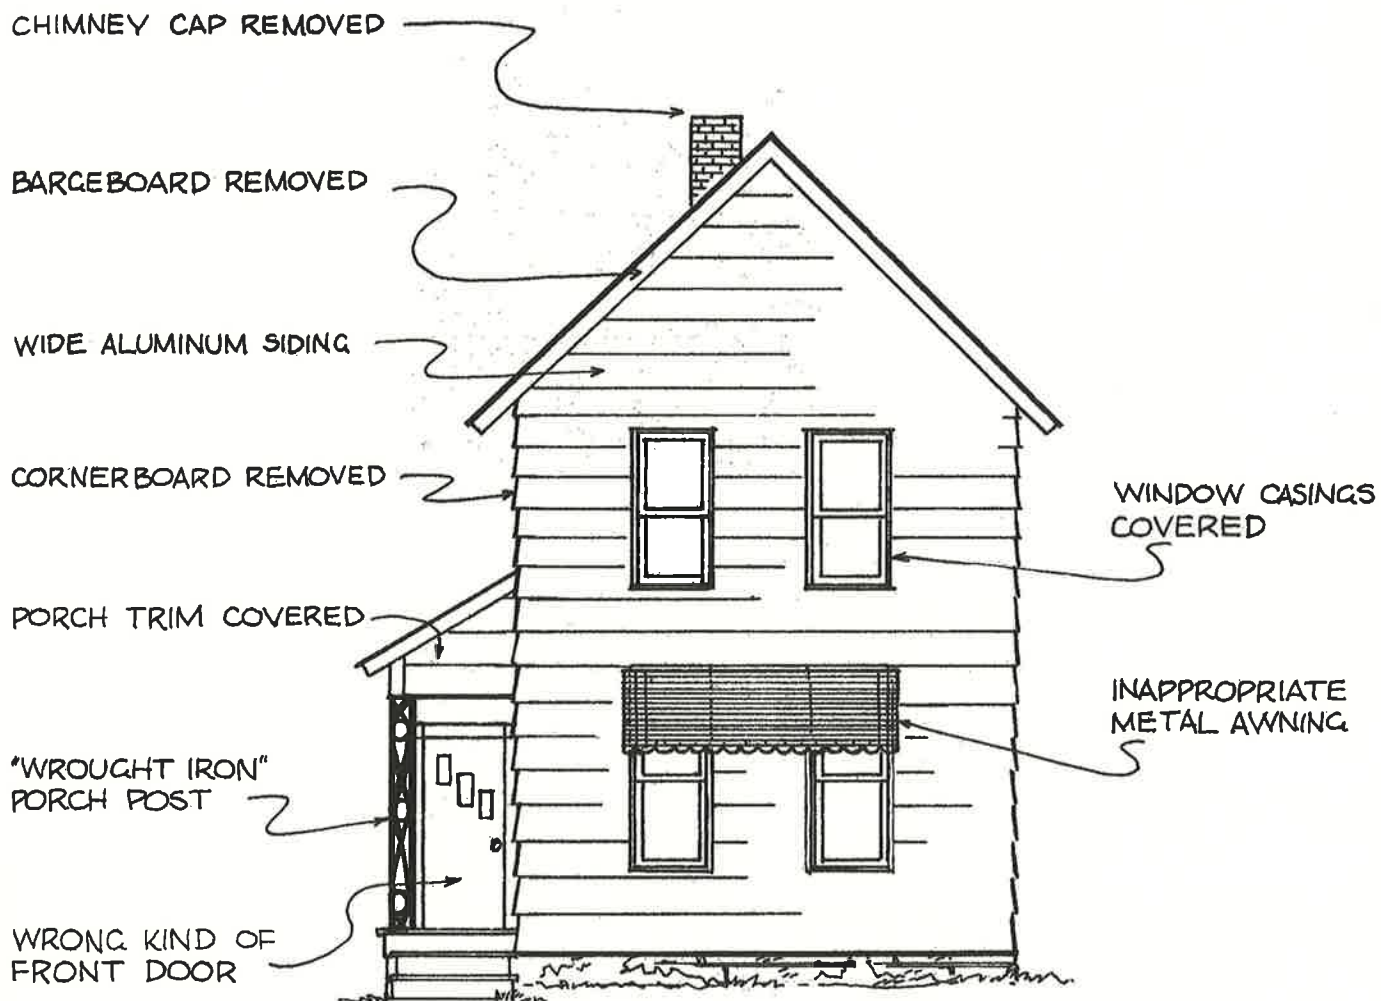 CHIMNEY CAP REMOVED
BARGEBOARD REMOVED
WIDE ALUMINUM SIDING
CORNERBOARD REMOVED
PORCH TRIM COVERED
"WROUGHT IRON"
PORCH POST
WRONG KIND OF
FRONT DOOR
WINDOW CASINGS
COVERED
INAPPROPRIATE
METAL AWNING